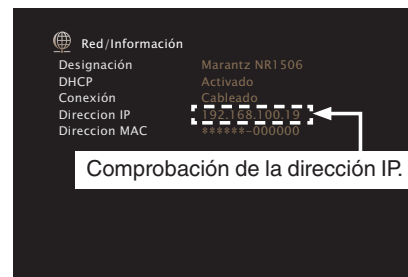 Red/Información
Designación Marantz NR1506
DHCP Activado
Conexión Cableado
Direccion IP 192.168.100.19
Direccion MAC ******-000000
Comprobación de la dirección IP.